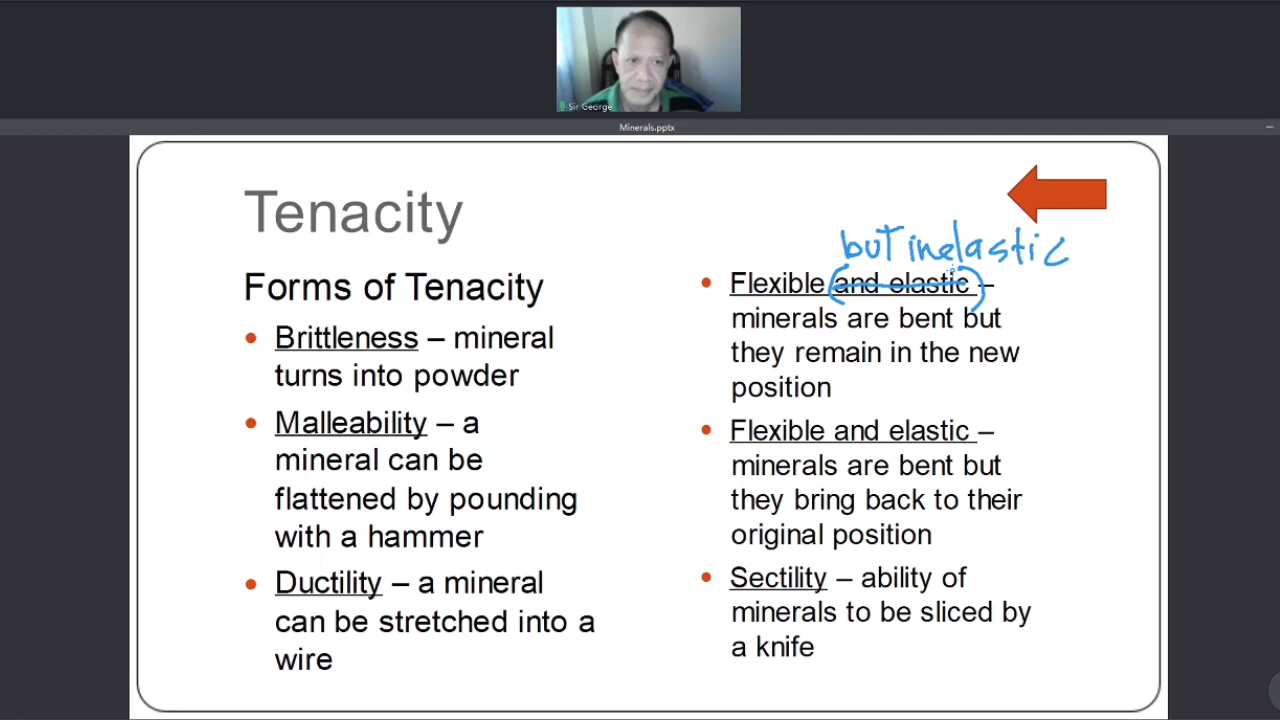 Sir George
Minerals.pptx
Tenacity
Forms of Tenacity
• Brittleness – mineral
turns into powder
• Malleability – a
mineral can be
flattened by pounding
with a hammer
• Ductility – a mineral
can be stretched into a
wire
but inelastic
• Flexible (and elastic) –
minerals are bent but
they remain in the new
position
• Flexible and elastic –
minerals are bent but
they bring back to their
original position
• Sectility – ability of
minerals to be sliced by
a knife